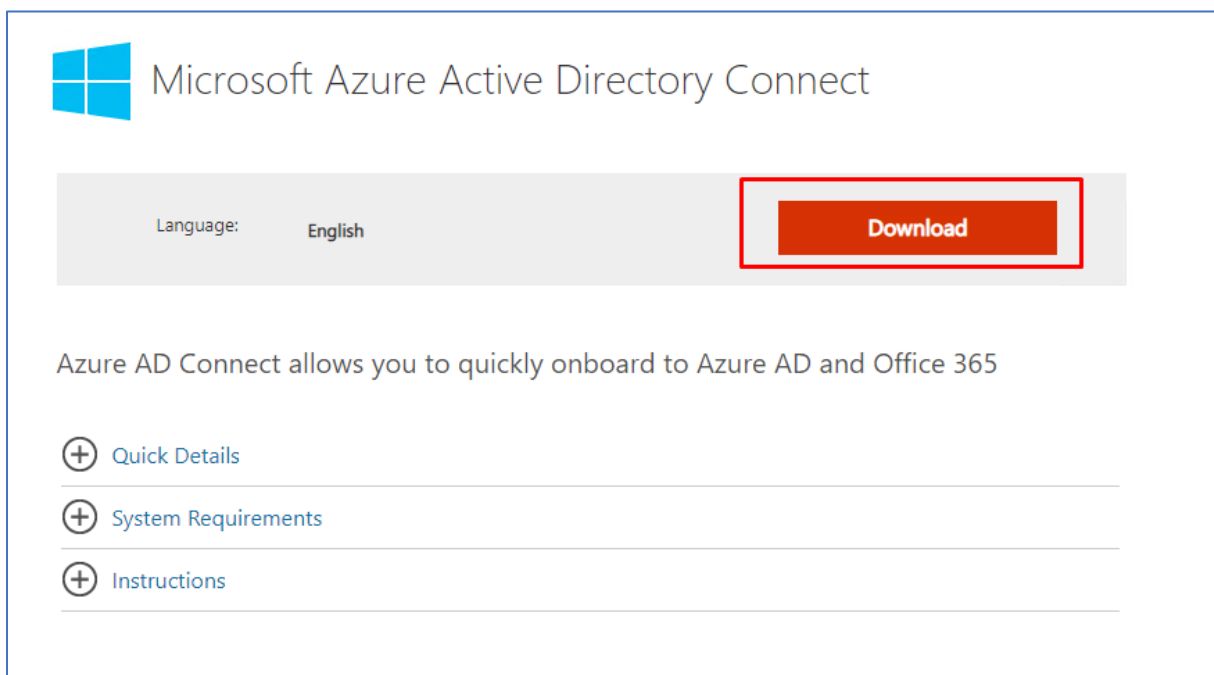 Microsoft Azure Active Directory Connect
Language: English Download
Azure AD Connect allows you to quickly onboard to Azure AD and Office 365
Quick Details
System Requirements
Instructions